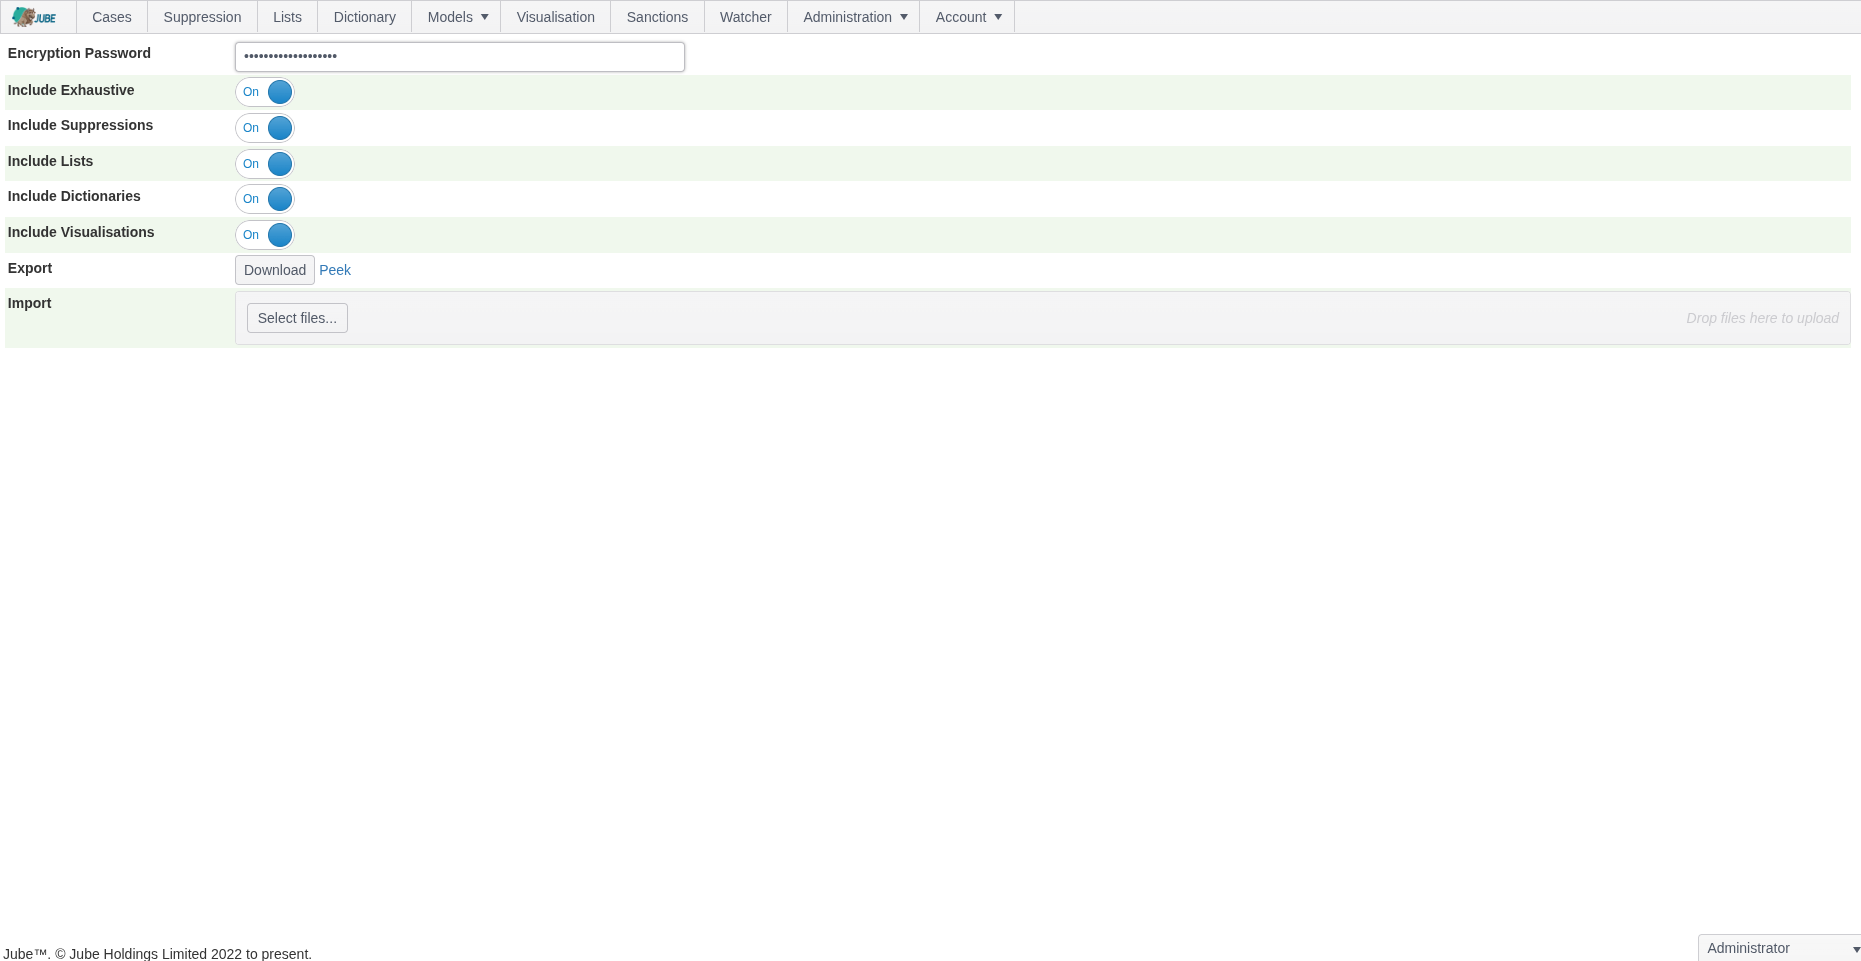 JUBE Cases Suppression Lists Dictionary Models Visualisation Sanctions Watcher Administration Account
Encryption Password •••••••••••••••••••
Include Exhaustive On
Include Suppressions On
Include Lists On
Include Dictionaries On
Include Visualisations On
Export Download Peek
Import Select files... Drop files here to upload
Jube™. © Jube Holdings Limited 2022 to present. Administrator